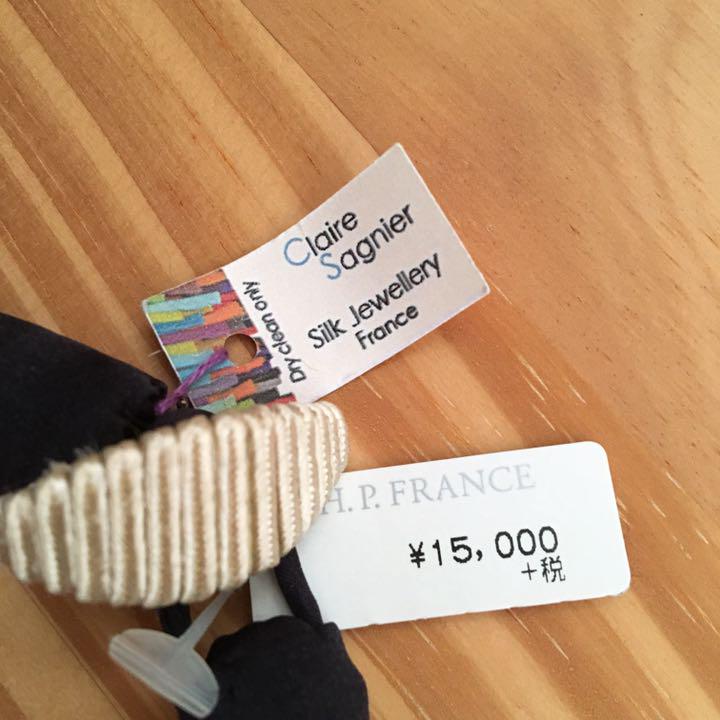 Claire
Sagnier
Silk Jewellery
France
Dry clean only
H.P. FRANCE
¥15,000
+税